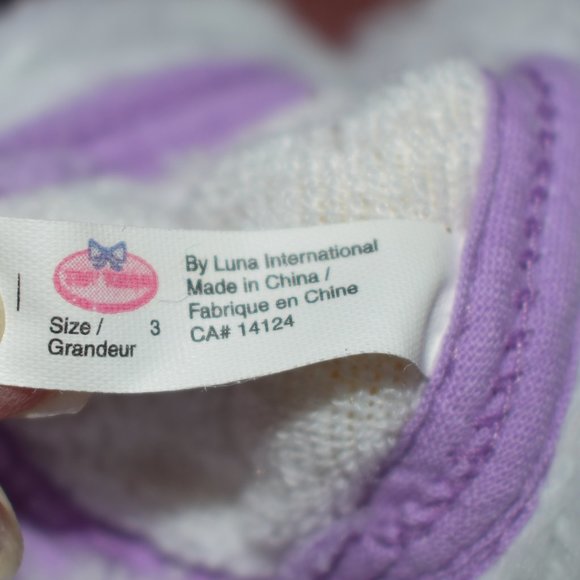 By Luna International
Made in China /
Fabrique en Chine
CA# 14124
Size / 3
Grandeur